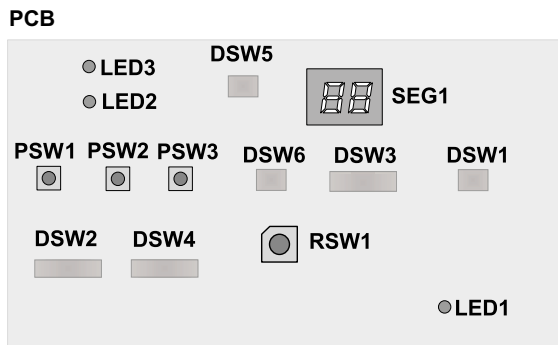 PCB
DSW5
LED3
LED2
SEG1
PSW1 PSW2 PSW3 DSW6 DSW3 DSW1
DSW2 DSW4 RSW1
LED1